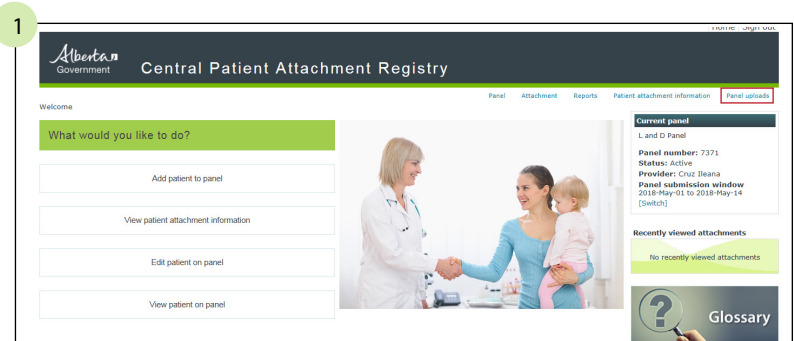 1
Home Sign out
Alberta
Government
Central Patient Attachment Registry
Panel Attachment Reports Patient attachment information Panel uploads
Welcome
What would you like to do?
Add patient to panel
View patient attachment information
Edit patient on panel
View patient on panel
Current panel
L and D Panel
Panel number: 7371
Status: Active
Provider: Cruz Ileana
Panel submission window
2018-May-01 to 2018-May-14
[Switch]
Recently viewed attachments
No recently viewed attachments
?
Glossary